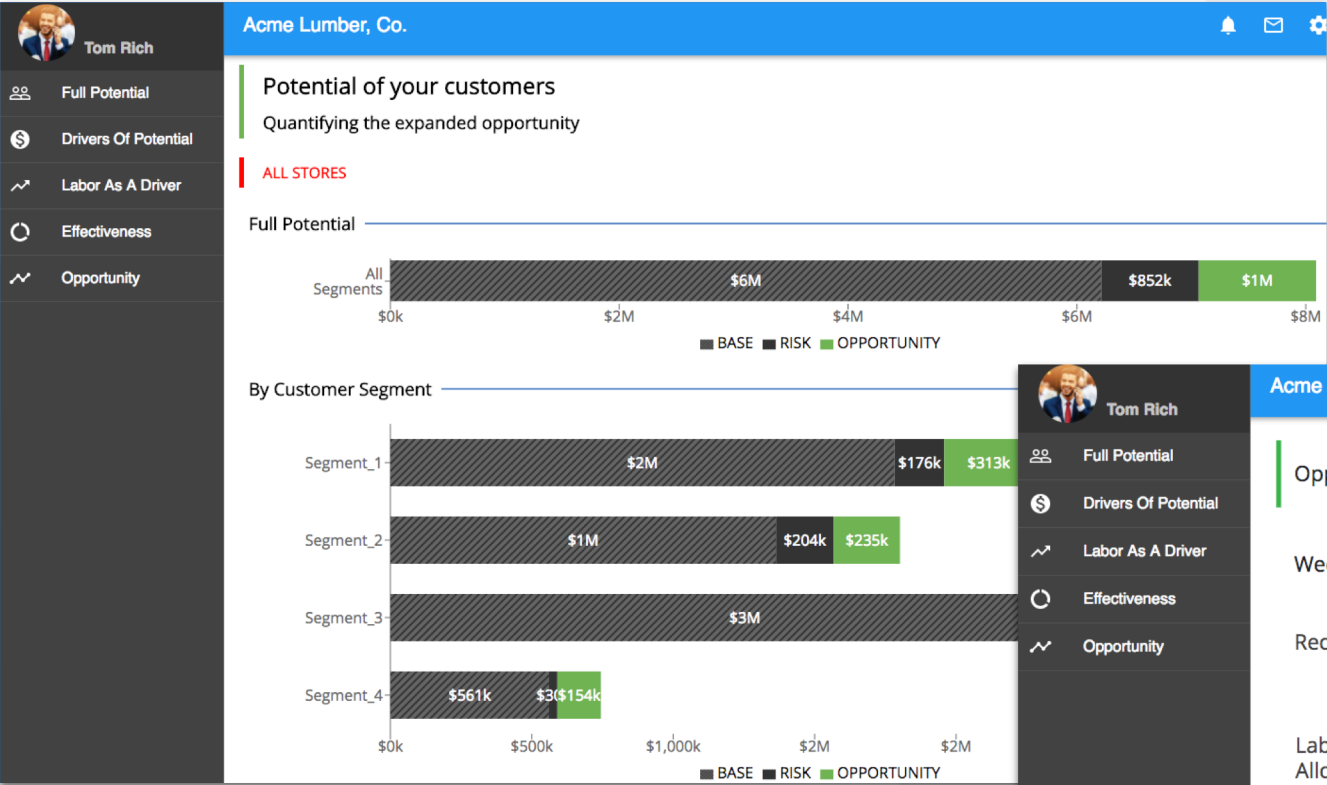 Tom Rich
Full Potential
Drivers Of Potential
Labor As A Driver
Effectiveness
Opportunity
Acme Lumber, Co.
Potential of your customers
Quantifying the expanded opportunity
ALL STORES
Full Potential
All
Segments
$6M $852k $1M
$0k $2M $4M $6M $8M
BASE RISK OPPORTUNITY
By Customer Segment
Segment_1 $2M $176k $313k
Segment_2 $1M $204k $235k
Segment_3 $3M
Segment_4 $561k $154k
$0k $500k $1,000k $2M $2M
BASE RISK OPPORTUNITY
Tom Rich
Full Potential
Drivers Of Potential
Labor As A Driver
Effectiveness
Opportunity
Acme